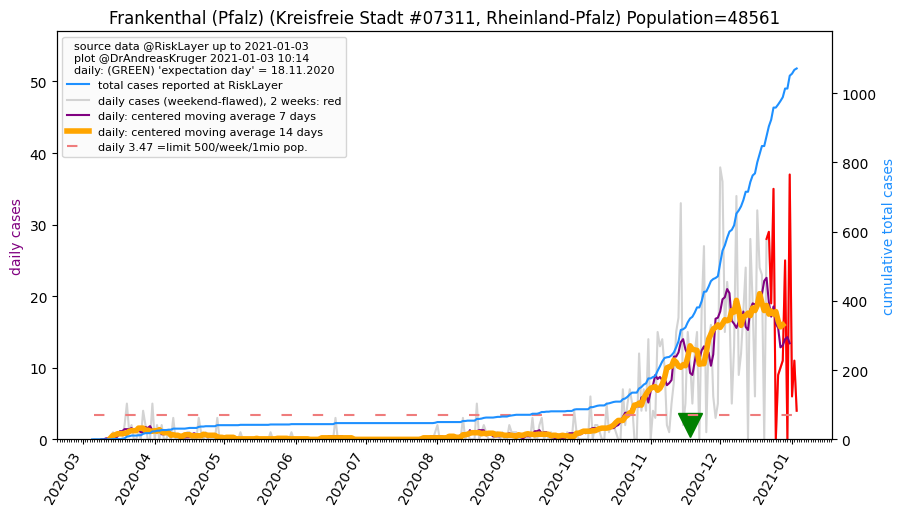 Frankenthal (Pfalz) (Kreisfreie Stadt #07311, Rheinland-Pfalz) Population=48561
source data @RiskLayer up to 2021-01-03
plot @DrAndreasKruger 2021-01-03 10:14
daily: (GREEN) 'expectation day' = 18.11.2020
total cases reported at RiskLayer
daily cases (weekend-flawed), 2 weeks: red
daily: centered moving average 7 days
daily: centered moving average 14 days
daily 3.47 =limit 500/week/1mio pop.
daily cases
50
40
30
20
10
0
cumulative total cases
1000
800
600
400
200
0
2020-03
2020-04
2020-05
2020-06
2020-07
2020-08
2020-09
2020-10
2020-11
2020-12
2021-01